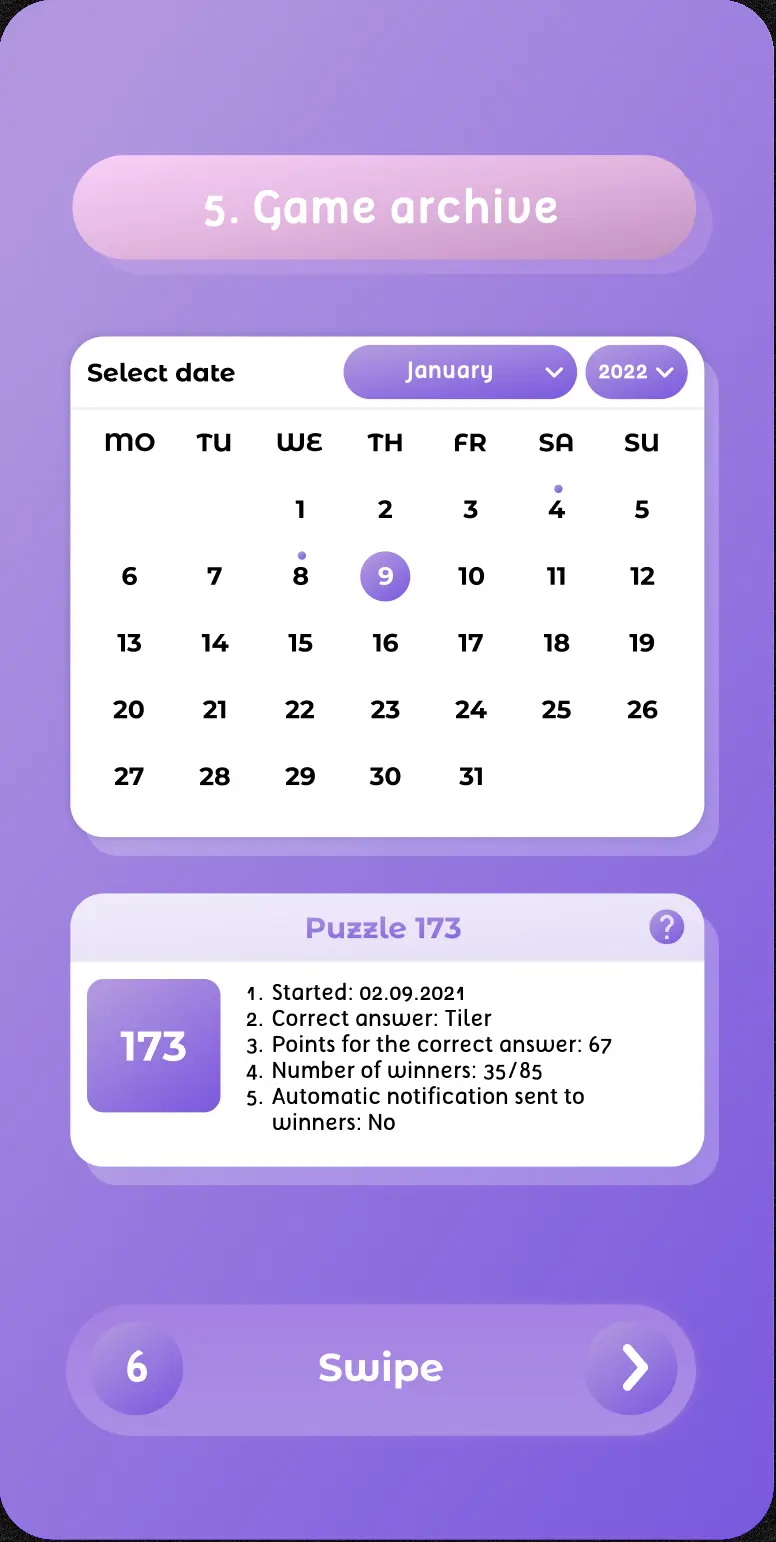 5. Game archive
Select date January 2022
MO TU WE TH FR SA SU
1 2 3 4 5
6 7 8 9 10 11 12
13 14 15 16 17 18 19
20 21 22 23 24 25 26
27 28 29 30 31
Puzzle 173 ?
173
1. Started: 02.09.2021
2. Correct answer: Tiler
3. Points for the correct answer: 67
4. Number of winners: 35/85
5. Automatic notification sent to
winners: No
6 Swipe